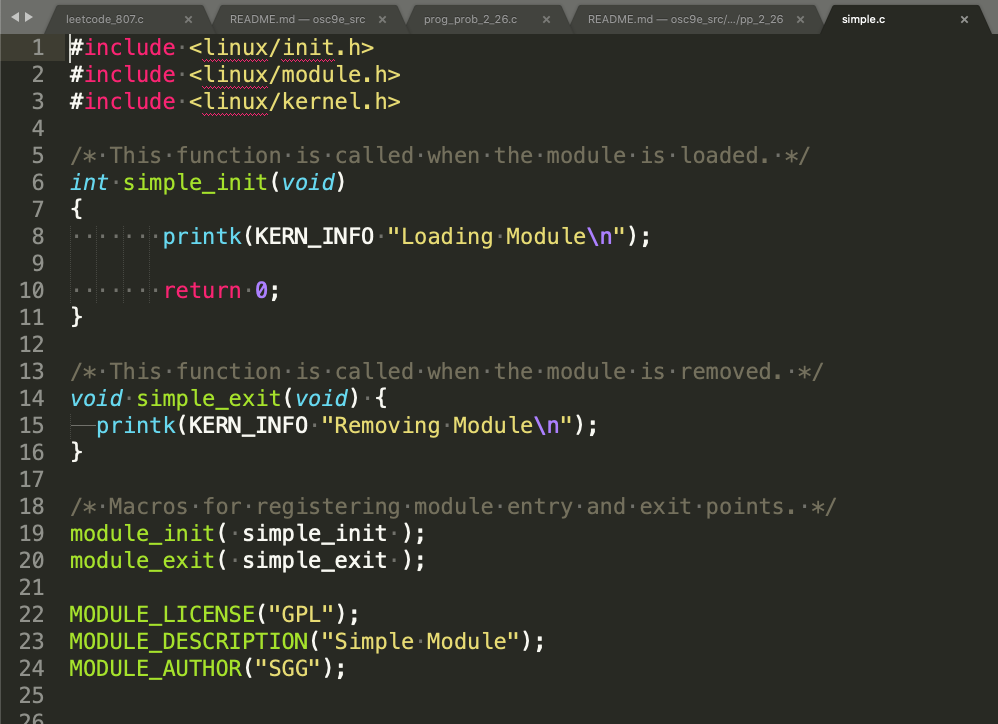 leetcode_807.c × README.md — osc9e_src × prog_prob_2_26.c × README.md — osc9e_src/.../pp_2_26 × simple.c ×
1 #include <linux/init.h>
2 #include <linux/module.h>
3 #include <linux/kernel.h>
4
5 /* This function is called when the module is loaded. */
6 int simple_init(void)
7 {
8 printk(KERN_INFO "Loading Module\n");
9
10 return 0;
11 }
12
13 /* This function is called when the module is removed. */
14 void simple_exit(void) {
15 printk(KERN_INFO "Removing Module\n");
16 }
17
18 /* Macros for registering module entry and exit points. */
19 module_init( simple_init );
20 module_exit( simple_exit );
21
22 MODULE_LICENSE("GPL");
23 MODULE_DESCRIPTION("Simple Module");
24 MODULE_AUTHOR("SGG");
25
26